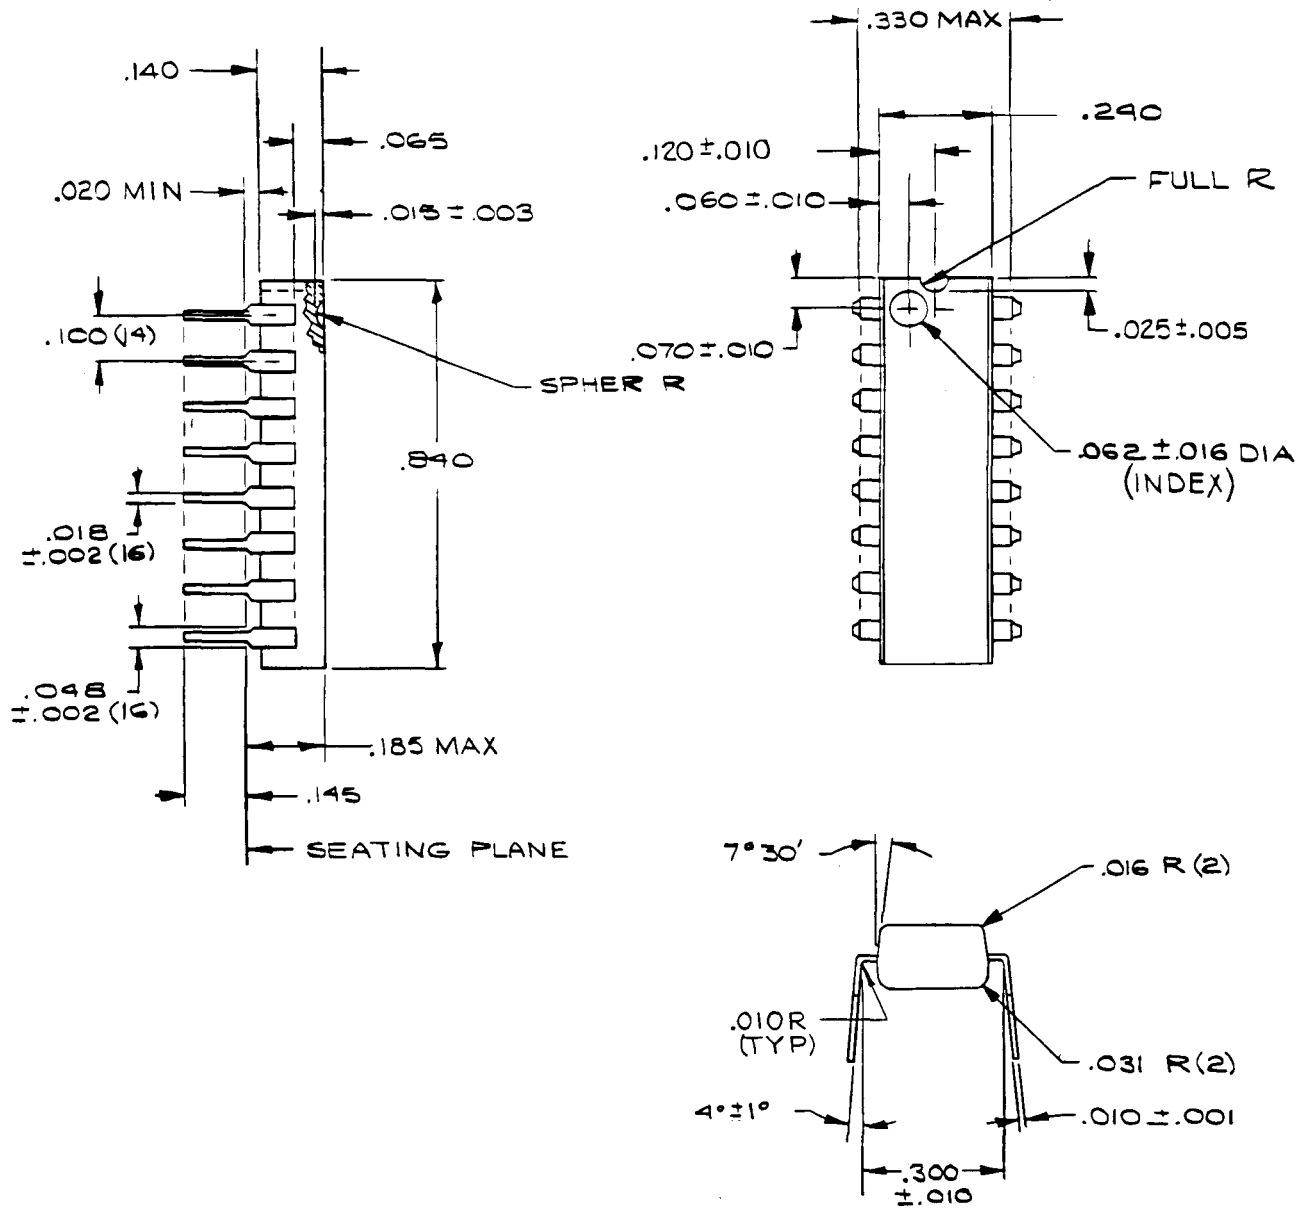 .330 MAX
.140
.065
.240
.120 ±.010
.020 MIN
FULL R
.015 ±.003
.060 ±.010
.100 (14)
.070 ±.010
.025 ±.005
SPHER R
.840
.062 ±.016 DIA
(INDEX)
.018
±.002 (16)
.048
±.002 (16)
.185 MAX
.145
SEATING PLANE
7° 30'
.016 R (2)
.010 R
(TYP)
.031 R (2)
4° ±1°
.010 ±.001
.300
±.010